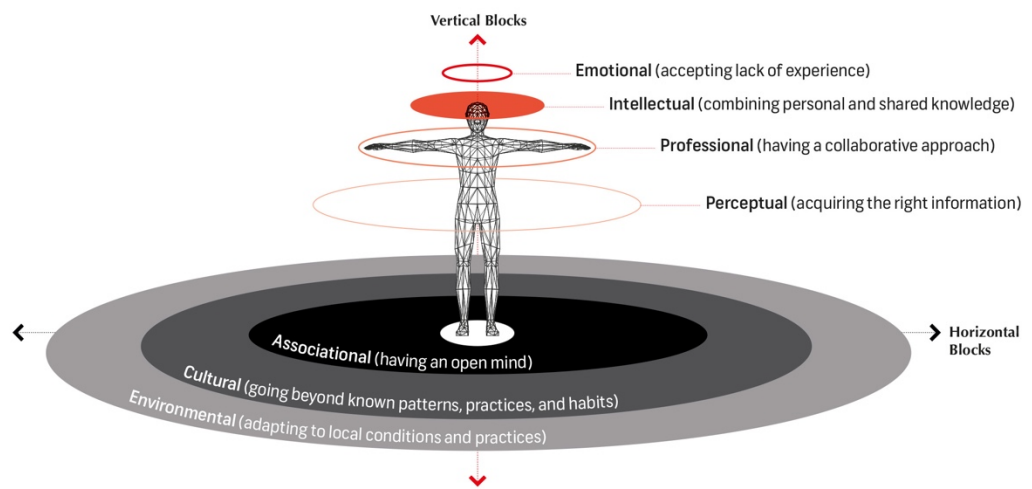 Vertical Blocks
Emotional (accepting lack of experience)
Intellectual (combining personal and shared knowledge)
Professional (having a collaborative approach)
Perceptual (acquiring the right information)
Horizontal
Blocks
Associational (having an open mind)
Cultural (going beyond known patterns, practices, and habits)
Environmental (adapting to local conditions and practices)